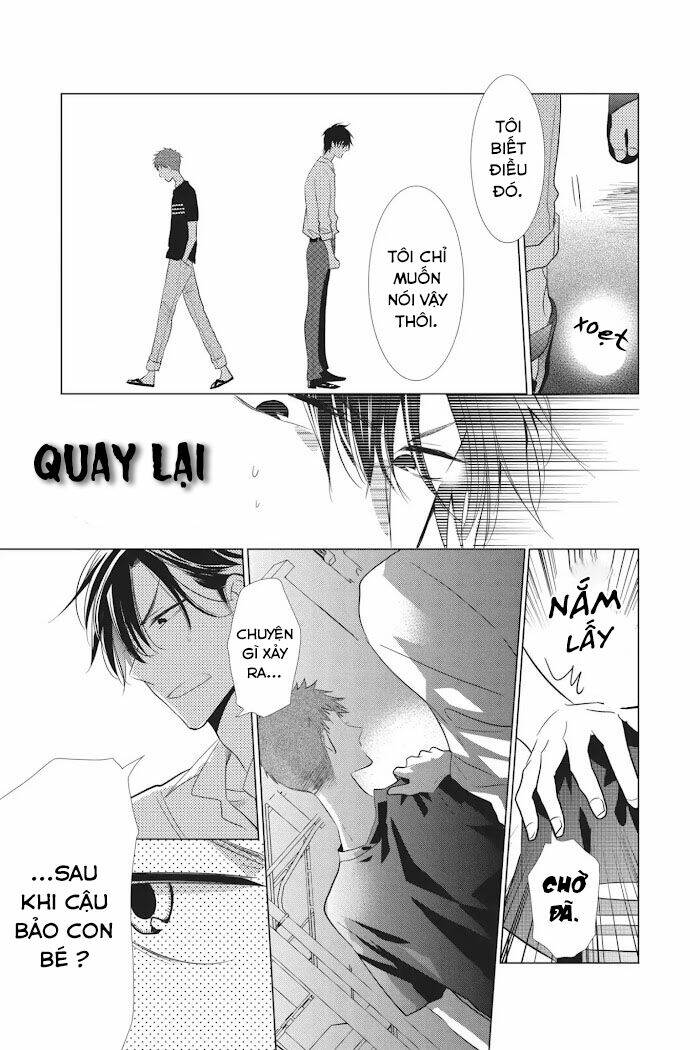 TÔI
BIẾT
ĐIỀU
ĐÓ.
TÔI CHỈ
MUỐN
NÓI VẬY
THÔI.
xoẹt
QUAY LẠI
NẮM
LẤY
CHỜ
ĐÃ.
CHUYỆN
GÌ XẢY
RA...
...SAU
KHI CẬU
BẢO CON
BÉ ?